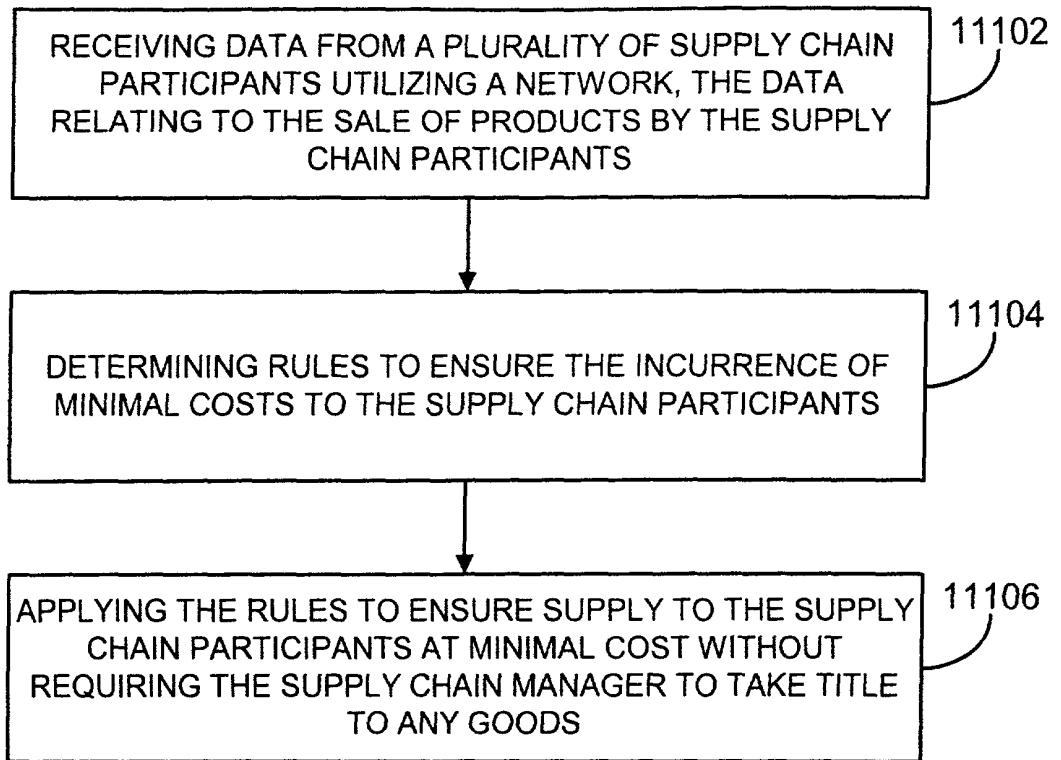 RECEIVING DATA FROM A PLURALITY OF SUPPLY CHAIN
PARTICIPANTS UTILIZING A NETWORK, THE DATA
RELATING TO THE SALE OF PRODUCTS BY THE SUPPLY
CHAIN PARTICIPANTS
11102
DETERMINING RULES TO ENSURE THE INCURRENCE OF
MINIMAL COSTS TO THE SUPPLY CHAIN PARTICIPANTS
11104
APPLYING THE RULES TO ENSURE SUPPLY TO THE SUPPLY
CHAIN PARTICIPANTS AT MINIMAL COST WITHOUT
REQUIRING THE SUPPLY CHAIN MANAGER TO TAKE TITLE
TO ANY GOODS
11106